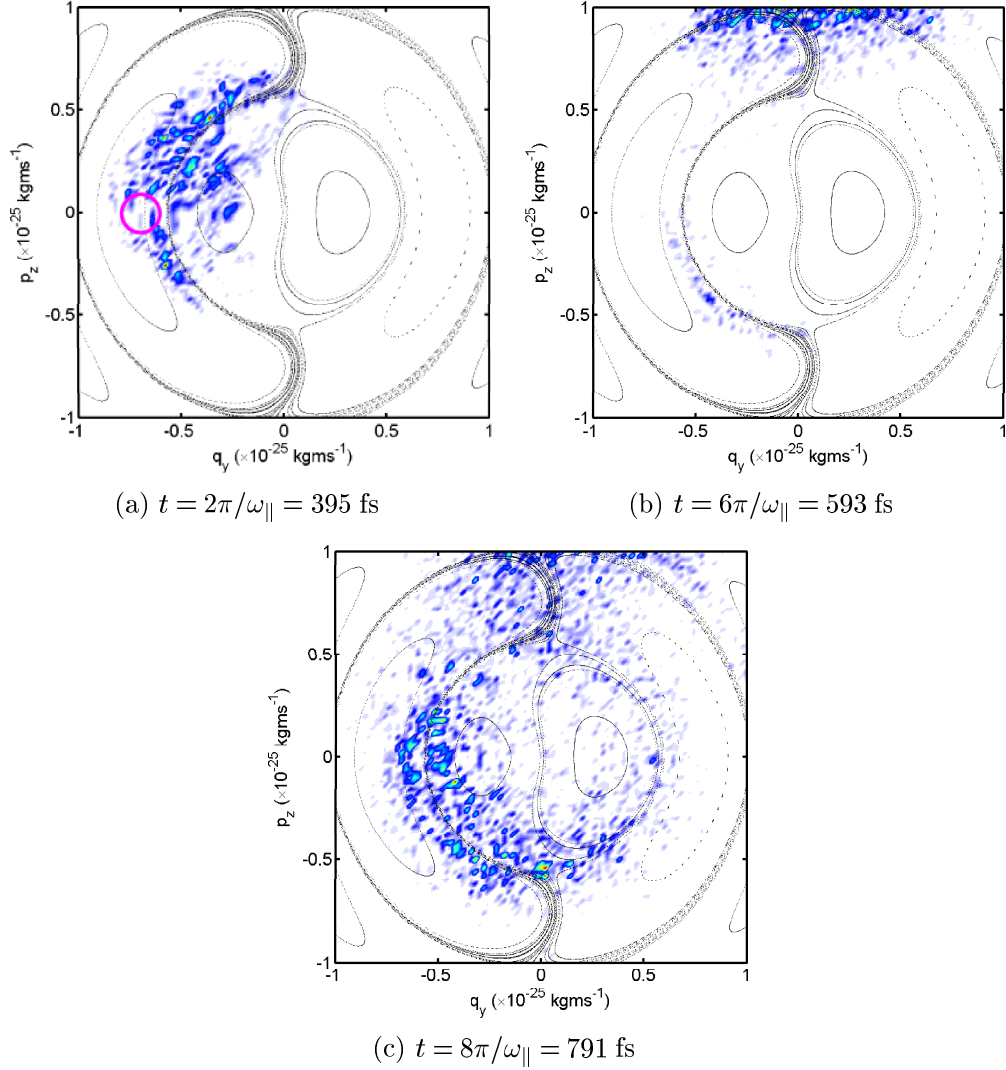 1
0.5
0
-0.5
-1
-1 -0.5 0 0.5 1
p_z (×10^-25 kgms^-1)
q_y (×10^-25 kgms^-1)
1
0.5
0
-0.5
-1
-1 -0.5 0 0.5 1
p_z (×10^-25 kgms^-1)
q_y (×10^-25 kgms^-1)
(a) t = 2π/ω∥ = 395 fs
(b) t = 6π/ω∥ = 593 fs
1
0.5
0
-0.5
-1
-1 -0.5 0 0.5 1
p_z (×10^-25 kgms^-1)
q_y (×10^-25 kgms^-1)
(c) t = 8π/ω∥ = 791 fs